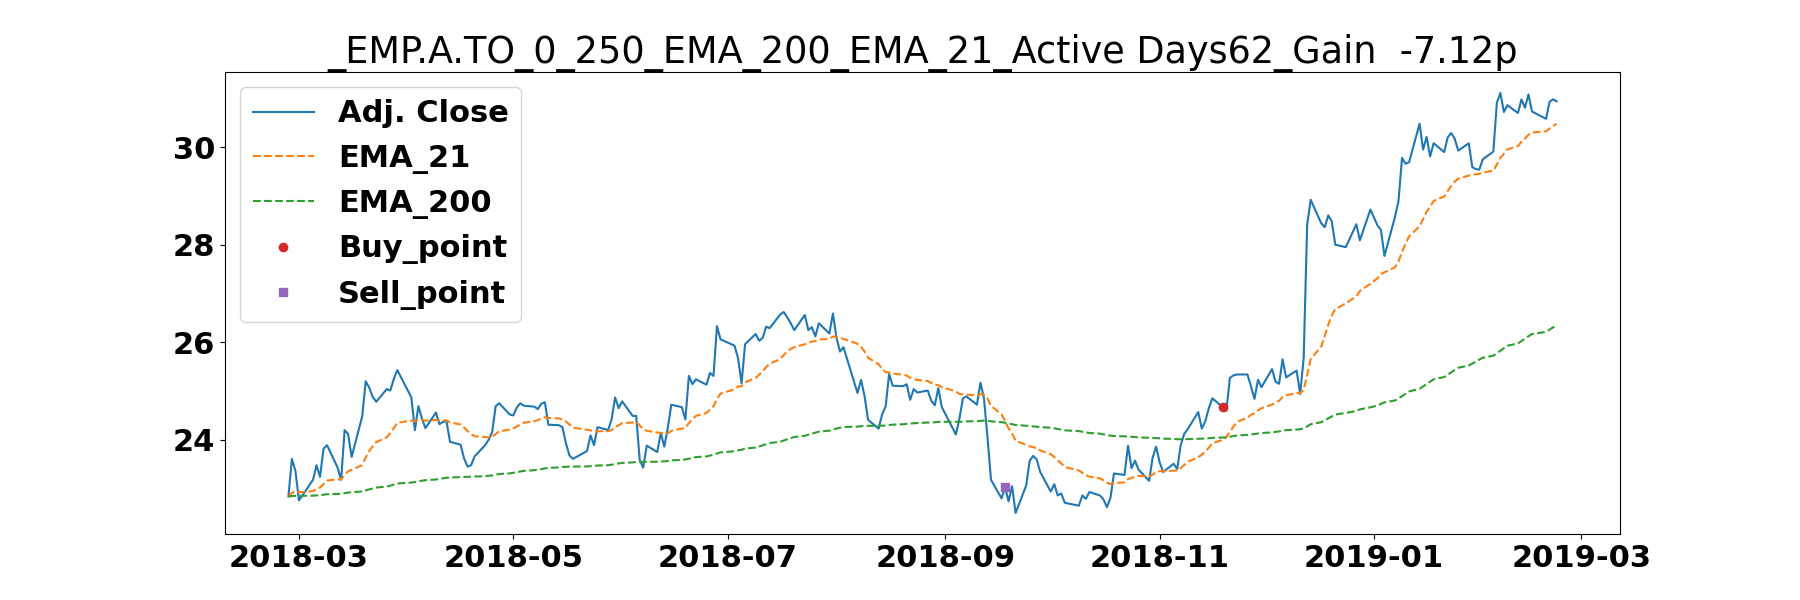 _EMP.A.TO_0_250_EMA_200_EMA_21_Active Days62_Gain  -7.12p
Adj. Close
EMA_21
EMA_200
Buy_point
Sell_point
30
28
26
24
2018-03 2018-05 2018-07 2018-09 2018-11 2019-01 2019-03